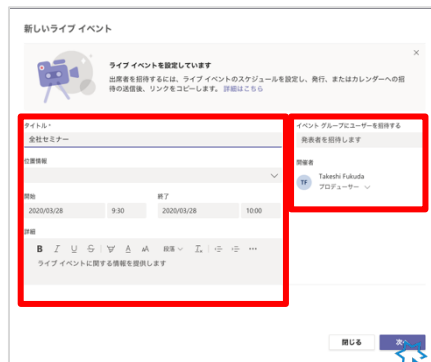 新しいライブ イベント
ライブ イベントを設定しています
出席者を招待するには、ライブ イベントのスケジュールを設定し、発行、またはカレンダーへの招
待の送信後、リンクをコピーします。 詳細はこちら
タイトル *
全社セミナー
位置情報
開始
終了
2020/03/28 9:30 2020/03/28 10:00
詳細
B I U S A AA 段落
ライブ イベントに関する情報を提供します
イベント グループにユーザーを招待する
発表者を招待します
開催者
TF Takeshi Fukuda
プロデューサー
閉じる 次へ